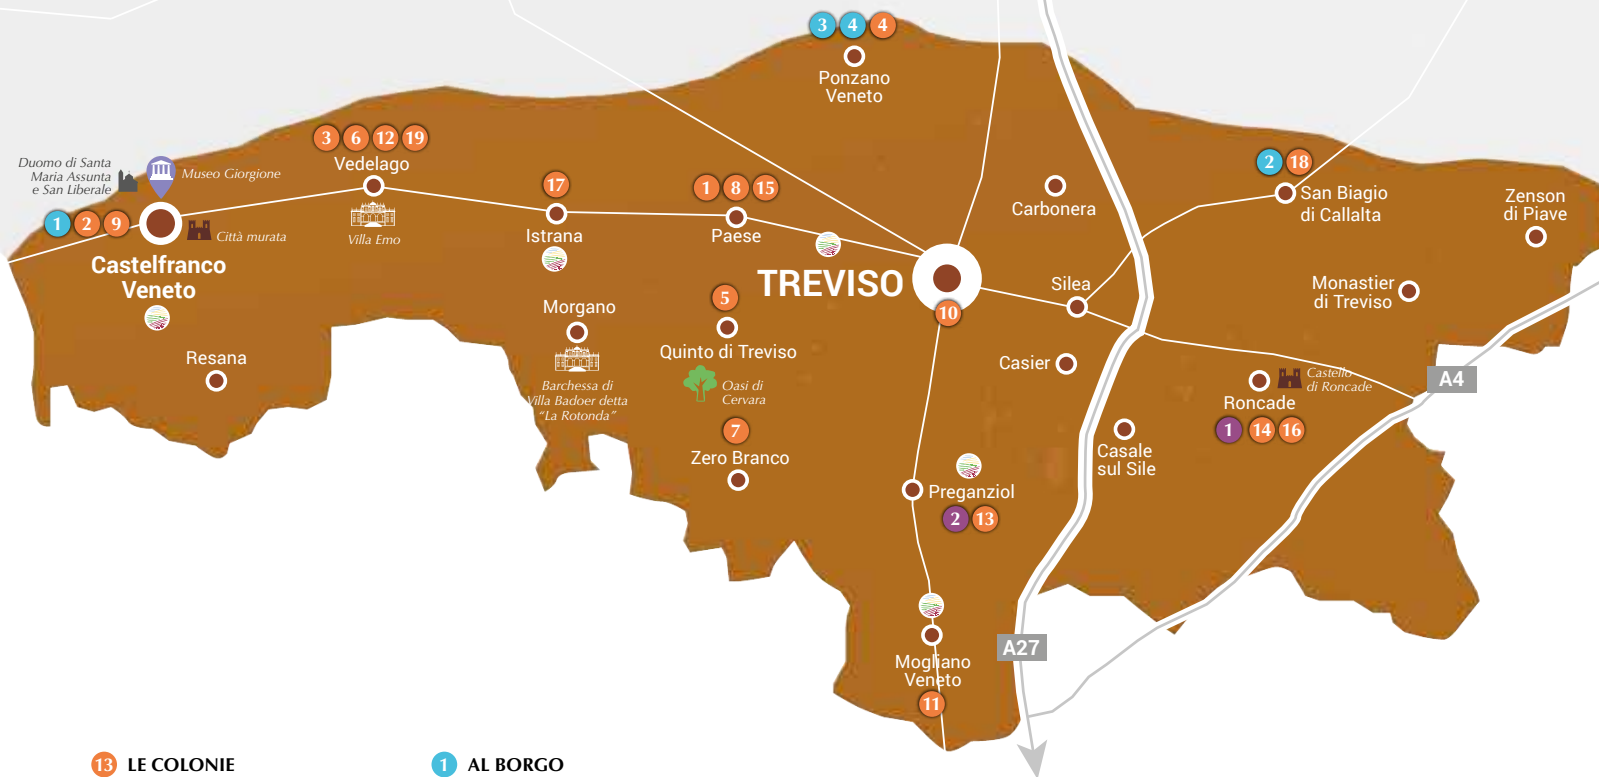 3 4 4
Ponzano
Veneto
3 6 12 19
Vedelago
Duomo di Santa
Maria Assunta
e San Liberale
Museo Giorgione
1 2 9
Città murata
Castelfranco
Veneto
Villa Emo
17
Istrana
1 8 15
Paese
Carbonera
2 18
San Biagio
di Callalta
Zenson
di Piave
TREVISO
10
Silea
Monastier
di Treviso
Resana
Morgano
Barchessa di
Villa Badoer detta
“La Rotonda”
5
Quinto di Treviso
Oasi di
Cervara
7
Zero Branco
Casier
Castello
di Roncade
Roncade
1 14 16
A4
Casale
sul Sile
Preganziol
2 13
Mogliano
Veneto
11
A27
13 LE COLONIE
1 AL BORGO